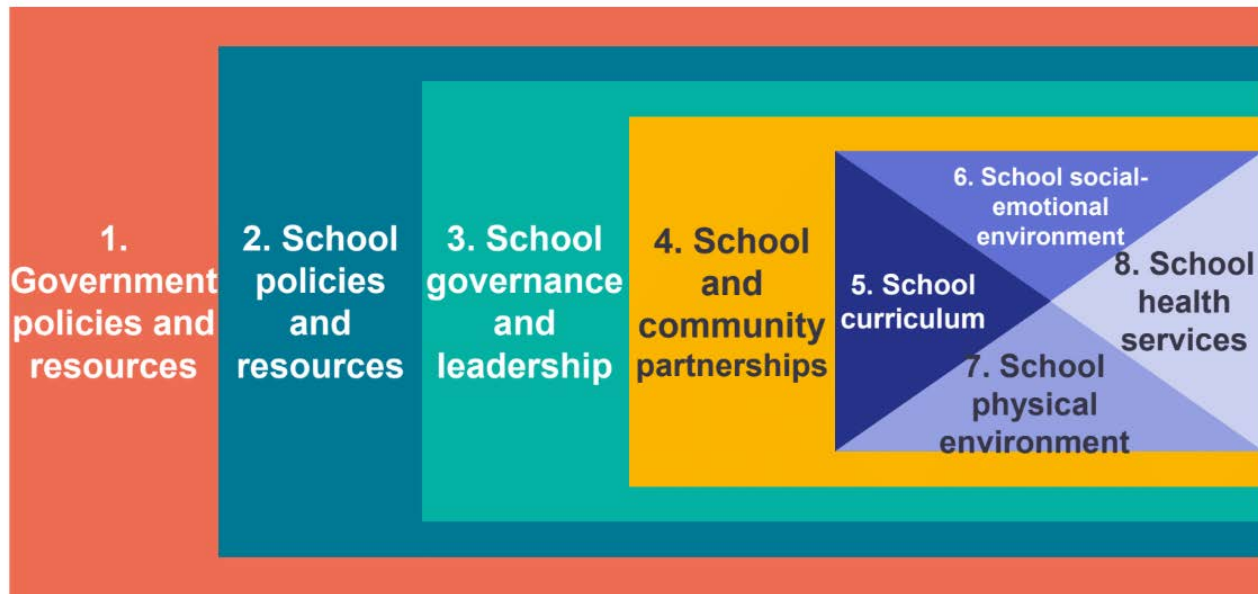 1.
Government
policies and
resources
2. School
policies
and
resources
3. School
governance
and
leadership
4. School
and
community
partnerships
5. School
curriculum
6. School social-
emotional
environment
7. School
physical
environment
8. School
health
services